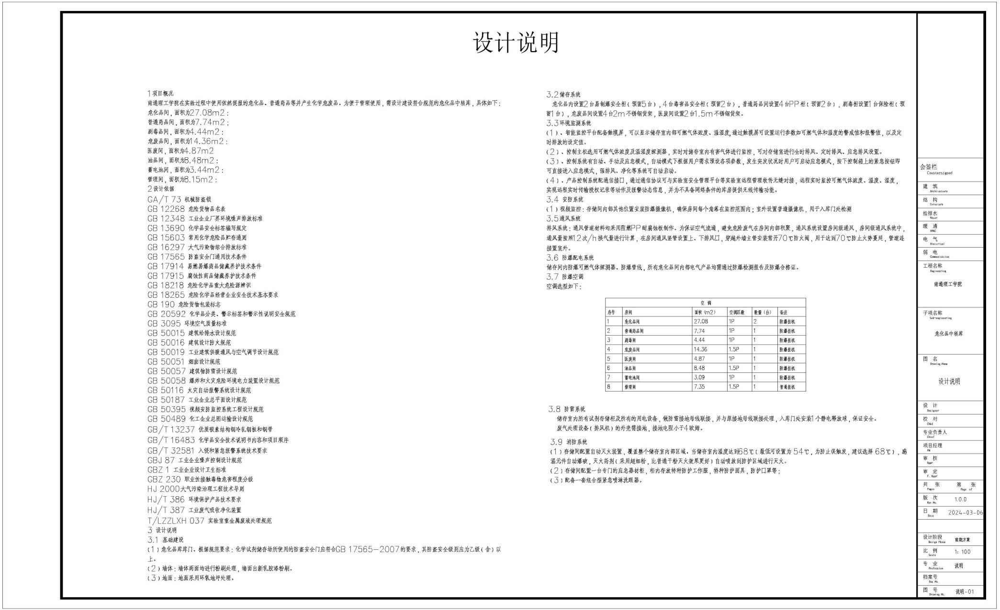 设计说明
1 项目概况
南通理工学院在实验过程中使用依然提报的危化品、普通药品等并产生化学危废品。为便于管理使用，需设计建设符合规范的危化品中转库，具体如下：
危化品间，面积为27.08m2：
普通药品间，面积为7.74m2；
剧毒品间，面积为4.44m2：
危废品间，面积为14.36m2：
医废间，面积为4.87m2
油品间，面积为8.48m2：
蓄电池间，面积为3.44m2：
管理间，面积为8.15m2：
2 设计依据
GA/T 73 机械防盗锁
GB 12268 危险货物品名表
GB 12348 工业企业厂界环境噪声排放标准
GB 13690 化学品安全标签编写规定
GB 15603 常用化学危险品贮存通则
GB 16297 大气污染物综合排放标准
GB 17565 防盗安全门通用技术条件
GB 17914 易燃易爆商品储藏养护技术条件
GB 17915 腐蚀性商品储藏养护技术条件
GB 18218 危险化学品重大危险源辨识
GB 18265 危险化学品经营企业安全技术基本要求
GB 190 危险货物包装标志
GB 20592 化学品分类、警示标签和警示性说明安全规范
GB 3095 环境空气质量标准
GB 50015 建筑给排水设计规范
GB 50016 建筑设计防火规范
GB 50019 工业建筑供暖通风与空气调节设计规范
GB 50051 烟囱设计规范
GB 50057 建筑物防雷设计规范
GB 50058 爆炸和火灾危险环境电力装置设计规范
GB 50116 火灾自动报警系统设计规范
GB 50187 工业企业总平面设计规范
GB 50395 视频安防监控系统工程设计规范
GB 50489 化工企业总图运输设计规范
GB/T 13237 优质碳素结构钢冷轧钢板和钢带
GB/T 16483 化学品安全技术说明书内容和项目顺序
GB/T 32581 入侵和紧急报警系统技术要求
GBJ 87 工业企业噪声控制设计规范
GBZ 1 工业企业设计卫生标准
GBZ 230 职业性接触毒物危害程度分级
HJ 2000大气污染治理工程技术导则
HJ/T 386 环境保护产品技术要求
HJ/T 387 工业废气吸收净化装置
T/LZZLXH 037 实验室重金属废液处理规范
3 设计说明
3.1 基础建设
（1）危化品库库门、根据规范要求：化学试剂储存场所使用的防盗安全门应符合GB 17565-2007的要求，其防盗安全级别应为乙级（含）以
上。
（2）墙体：墙体两面均进行粉刷处理，墙面出新乳胶漆粉刷。
（3）地面：地面采用环氧地坪处理。
3.2 储存系统
危化品内设置2台易制爆安全柜（预留5台），4台毒害品安全柜（预留2台），普通药品间设置4台PP柜（预留2台），剧毒柜设置1台保险柜（预
留1台），危废品间设置4台2m不锈钢货架，医废间设置2台1.5m不锈钢货架。
3.3 环境监测系统
（1）、智能监控平台配备触摸屏，可以显示储存室内部可燃气体浓度、温湿度，通过触摸屏可设置运行参数如可燃气体和温度的警戒值和报警值，以及定
时排放的设定值。
（2）、控制主机选用可燃气体浓度及温湿度探测器，实时对储存室内有害气体进行监控，可对存储室进行全时排风、定时排风、应急排风设置。
（3）、控制系统有自动、手动及应急模式，自动模式下根据用户需求预设各项参数，发生突发状况时用户可启动应急模式，按下控制箱上的紧急按钮即
可直接进入应急模式，强排风、净化等系统可自动启动。
（4）、产品控制系统配通信接口，通过通信协议可与实验室安全管理平台等实验室远程管理软件无缝对接，远程实时监控可燃气体浓度、温度、湿度，
实现远程实时传输授权记录等动作及报警动态信息，并为不具备网络条件的库房提供无线传输功能。
3.4 安防系统
（1）视频监控：存储间内部其他位置安装防爆摄像机，确保房间每个角落在监控范围内；室外设置普通摄像机，用于入库门处检测
3.5 通风系统
排风系统：通风管道材料均采用阻燃PP耐腐蚀板制作。为保证空气流通，避免危险废气在房间内部积聚，通风系统设置房间级通风，房间级通风系统中，
通风量按照12次/h换气量进行计算，在房间通风竖管设置上、下排风口，穿越外墙主管安装常开70℃防火阀，用于达到70℃防止火势蔓延，管道连
接置室外。
3.6 防爆配电系统
储存间内防爆可燃气体探测器、防爆管线，所有危化品间内部电气产品均需通过防爆检测报告及防爆合格证。
3.7 防爆空调
空调选型如下：
空 调
序号 房间 面积（m2） 空调匹数 数量（台） 备注
1 危化品间 27.08 1P 2 防爆挂机
2 普通药品间 7.74 1P 1 防爆挂机
3 剧毒间 4.44 1P 1 防爆挂机
4 危废品间 14.36 1.5P 1 防爆挂机
5 医废间 4.87 1P 1 防爆挂机
6 油品间 8.48 1.5P 1 防爆挂机
7 蓄电池间 3.09 1P 1 防爆挂机
8 管理间 7.35 1.5P 1 普通挂机
3.8 防雷系统
储存室内所有试剂存储柜及所有的用电设备，做防雷接地母线联接，并与原接地母线联接处理，入库门处安装1个静电释放球，保证安全。
废气处理设备（排风机）的外壳需接地，接地电阻小于4欧姆。
3.9 消防系统
（1）存储间配置自动灭火装置，覆盖整个储存室内部区域。当储存室内温度达到68℃（最低可设置为 54℃，为防止误触发，建议选择 68℃），感
温元件自动爆破，灭火药剂（采用超细粉，比普通干粉灭火效果更好）自动喷放到防护区域进行灭火。
（2）存储间配置一台专门的应急器材柜，柜内存放特种防护工作服，特种防护面具，防护口罩等；
（3）配备一套组合型紧急喷淋洗眼器。
会签栏
Countersigned
建 筑
Architecture
结 构
Structure
给排水
Water
暖 通
HVAC
电 气
Electrical
弱 电
Communication
工程名称
Engineering
南通理工学院
子项名称
Sub-engineering
危化品中转库
图 名
Drawing Name
设计说明
设 计
Designer
校 对
Chkd
专业负责人
Chief
项目经理
PM
审 核
Appr
审 定
F. Appr
共 张 第 张
Pages Page of
版 次 1.0.0
Rev No.
日 期 2024-03-06
Date
设计阶段 前期方案
Design Phase
比 例 1: 100
Scale
专 业 说明
Profession
档案号
Doc No.
图 号 说明-01
Drawing No.